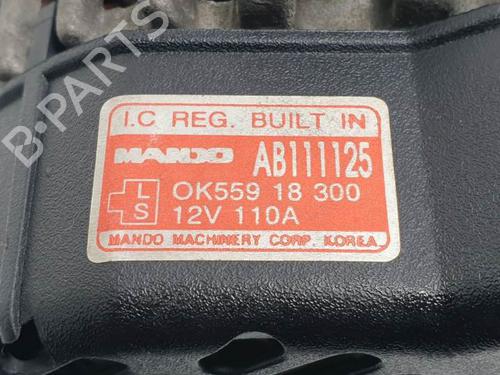 I.C REG. BUILT IN
MANDO AB111125
L OK559 18 300
S 12V 110A
MANDO MACHINERY CORP. KOREA
B-PARTS